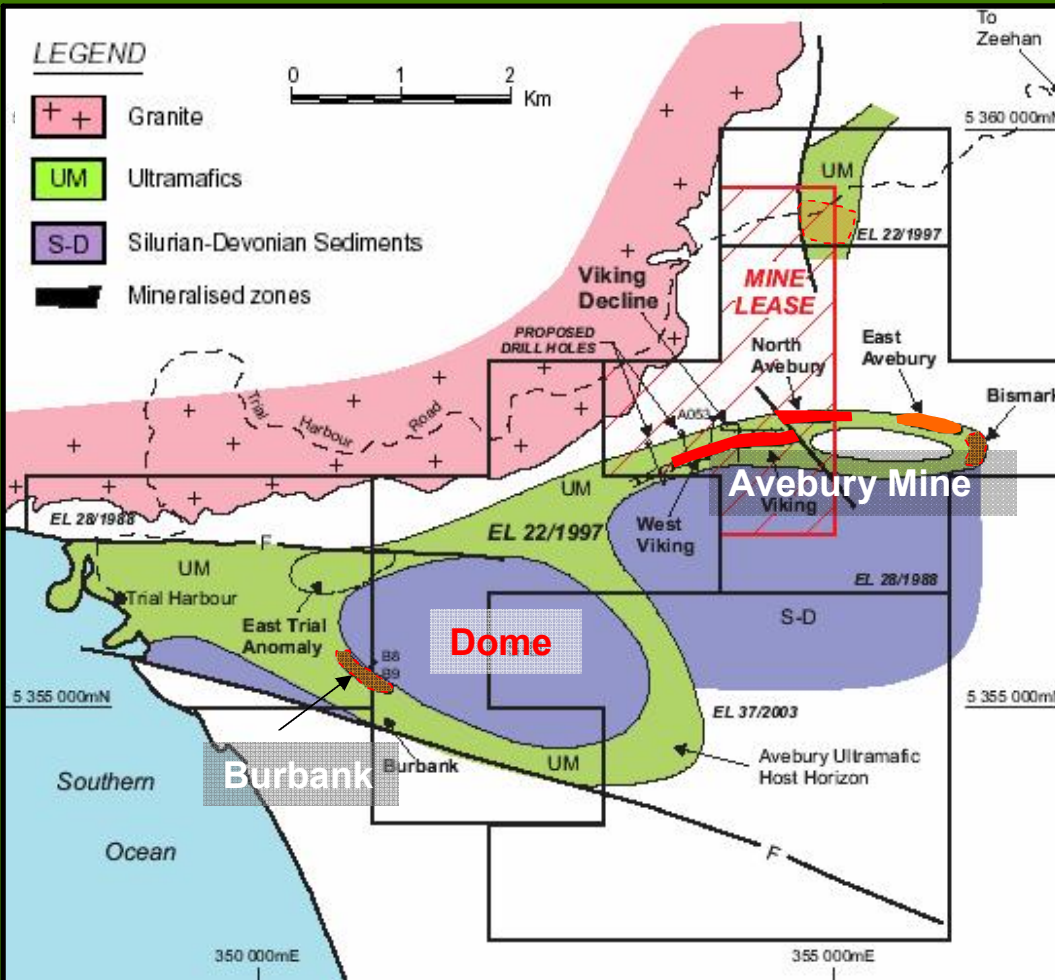 LEGEND
0 1 2
Km
+ + Granite
UM Ultramafics
S-D Silurian-Devonian Sediments
Mineralised zones
To
Zeehan
5 360 000mN
UM
EL 22/1997
MINE
LEASE
Viking
Decline
PROPOSED
DRILL HOLES
North
Avebury
East
Avebury
Bismark
A053
Trial
Harbour
Road
UM
Avebury Mine
Viking
West
Viking
EL 28/1988
F
EL 22/1997
UM
EL 28/1988
Trial Harbour
S-D
East Trial
Anomaly
Dome
B8
B9
5 355 000mN
5 355 000mN
EL 37/2003
Avebury Ultramafic
Host Horizon
Burbank
Burbank
UM
Southern
Ocean
F
350 000mE
355 000mE